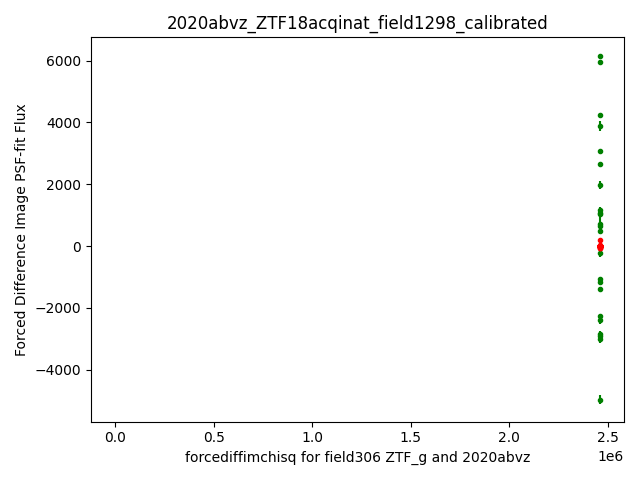 2020abvz_ZTF18acqinat_field1298_calibrated
Forced Difference Image PSF-fit Flux
6000
4000
2000
0
−2000
−4000
0.0 0.5 1.0 1.5 2.0 2.5
1e6
forcediffimchisq for field306 ZTF_g and 2020abvz